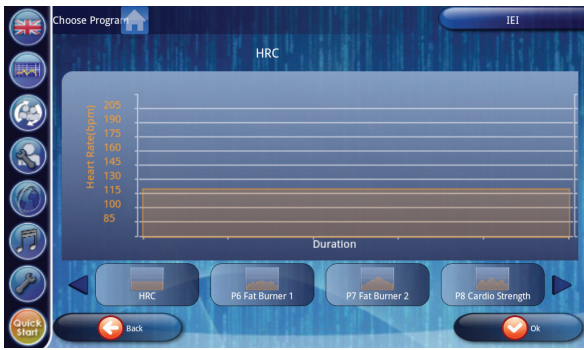 Choose Program
IEI
HRC
Heart Rate(bpm)
205
190
175
160
145
130
115
100
85
Duration
HRC
P6 Fat Burner 1
P7 Fat Burner 2
P8 Cardio Strength
Quick
Start
Back
Ok